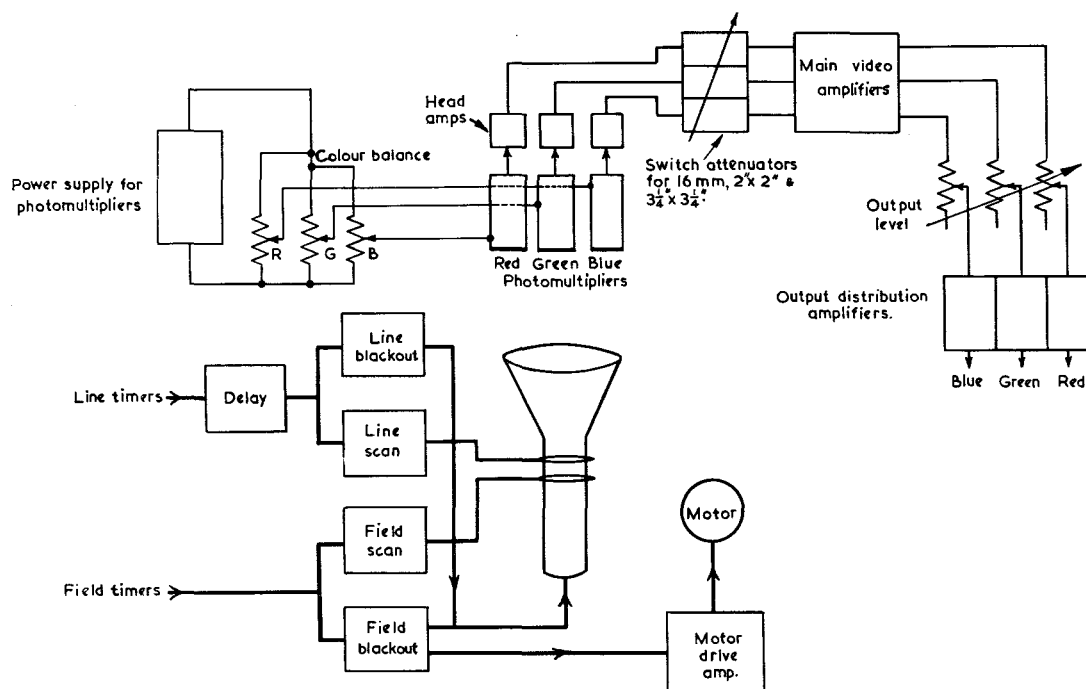 Head
amps
Main video
amplifiers
Colour balance
Power supply for
photomultipliers
R
G
B
Switch attenuators
for 16 mm, 2"x 2" &
3¼"x 3¼".
Red
Green
Blue
Photomultipliers
Output
level
Output distribution
amplifiers.
Blue
Green
Red
Line timers
Delay
Line
blackout
Line
scan
Field timers
Field
scan
Field
blackout
Motor
Motor
drive
amp.